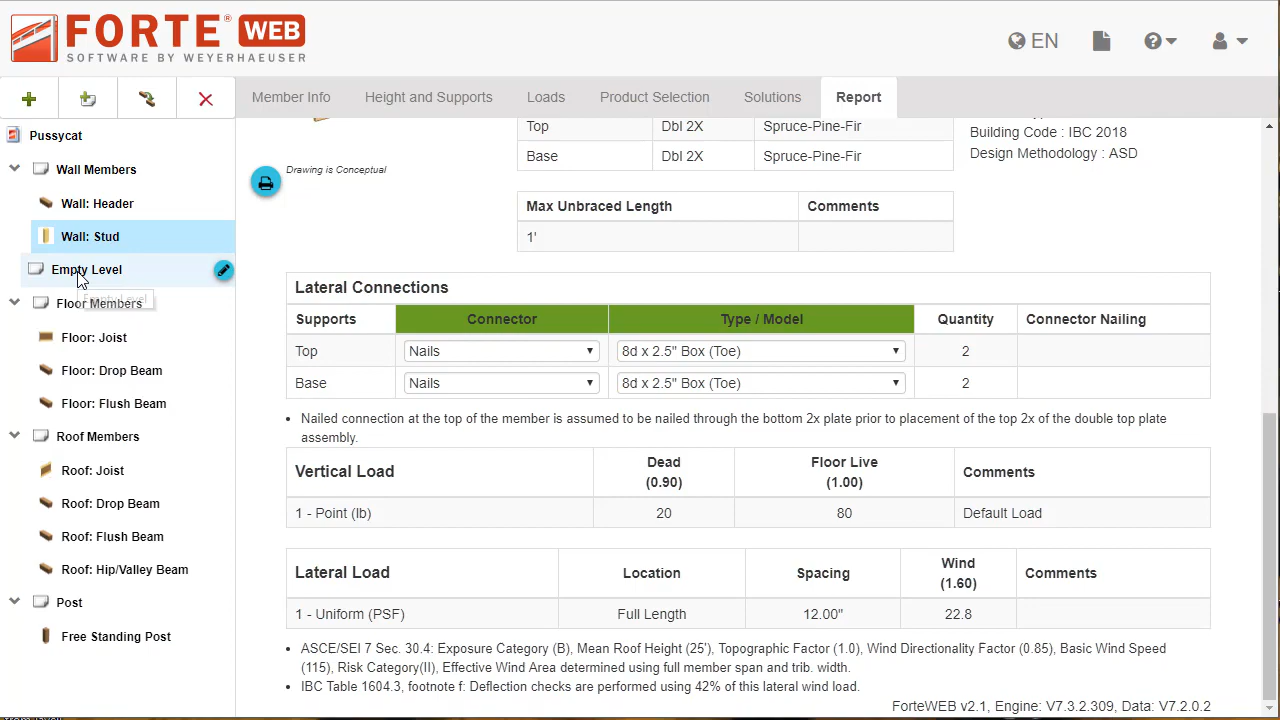 FORTE® WEB
SOFTWARE BY WEYERHAEUSER
EN
Member Info
Height and Supports
Loads
Product Selection
Solutions
Report
Pussycat
Wall Members
Wall: Header
Wall: Stud
Empty Level
Empty Level
Floor Members
Floor: Joist
Floor: Drop Beam
Floor: Flush Beam
Roof Members
Roof: Joist
Roof: Drop Beam
Roof: Flush Beam
Roof: Hip/Valley Beam
Post
Free Standing Post
Drawing is Conceptual
Top Dbl 2X Spruce-Pine-Fir
Base Dbl 2X Spruce-Pine-Fir
Building Code : IBC 2018
Design Methodology : ASD
Max Unbraced Length Comments
1'
Lateral Connections
Supports Connector Type / Model Quantity Connector Nailing
Top Nails 8d x 2.5" Box (Toe) 2
Base Nails 8d x 2.5" Box (Toe) 2
• Nailed connection at the top of the member is assumed to be nailed through the bottom 2x plate prior to placement of the top 2x of the double top plate
assembly.
Vertical Load Dead (0.90) Floor Live (1.00) Comments
1 - Point (lb) 20 80 Default Load
Lateral Load Location Spacing Wind (1.60) Comments
1 - Uniform (PSF) Full Length 12.00" 22.8
• ASCE/SEI 7 Sec. 30.4: Exposure Category (B), Mean Roof Height (25'), Topographic Factor (1.0), Wind Directionality Factor (0.85), Basic Wind Speed
(115), Risk Category(II), Effective Wind Area determined using full member span and trib. width.
• IBC Table 1604.3, footnote f: Deflection checks are performed using 42% of this lateral wind load.
ForteWEB v2.1, Engine: V7.3.2.309, Data: V7.2.0.2